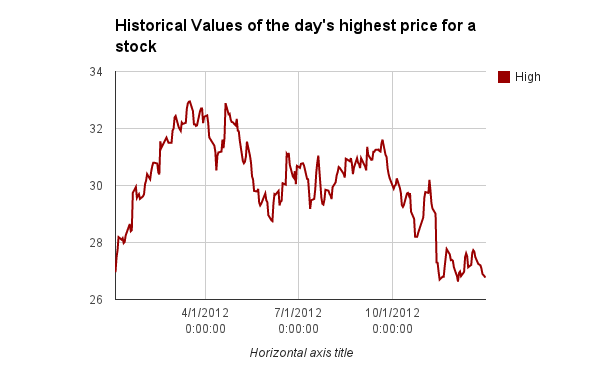 Historical Values of the day's highest price for a
stock
34
High
32
30
28
26
4/1/2012 7/1/2012 10/1/2012
0:00:00 0:00:00 0:00:00
Horizontal axis title